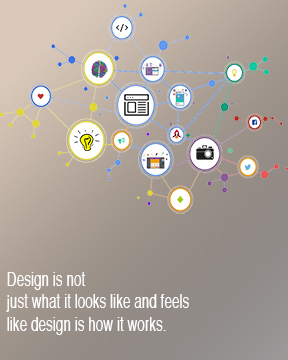 Design is not
just what it looks like and feels
like design is how it works.